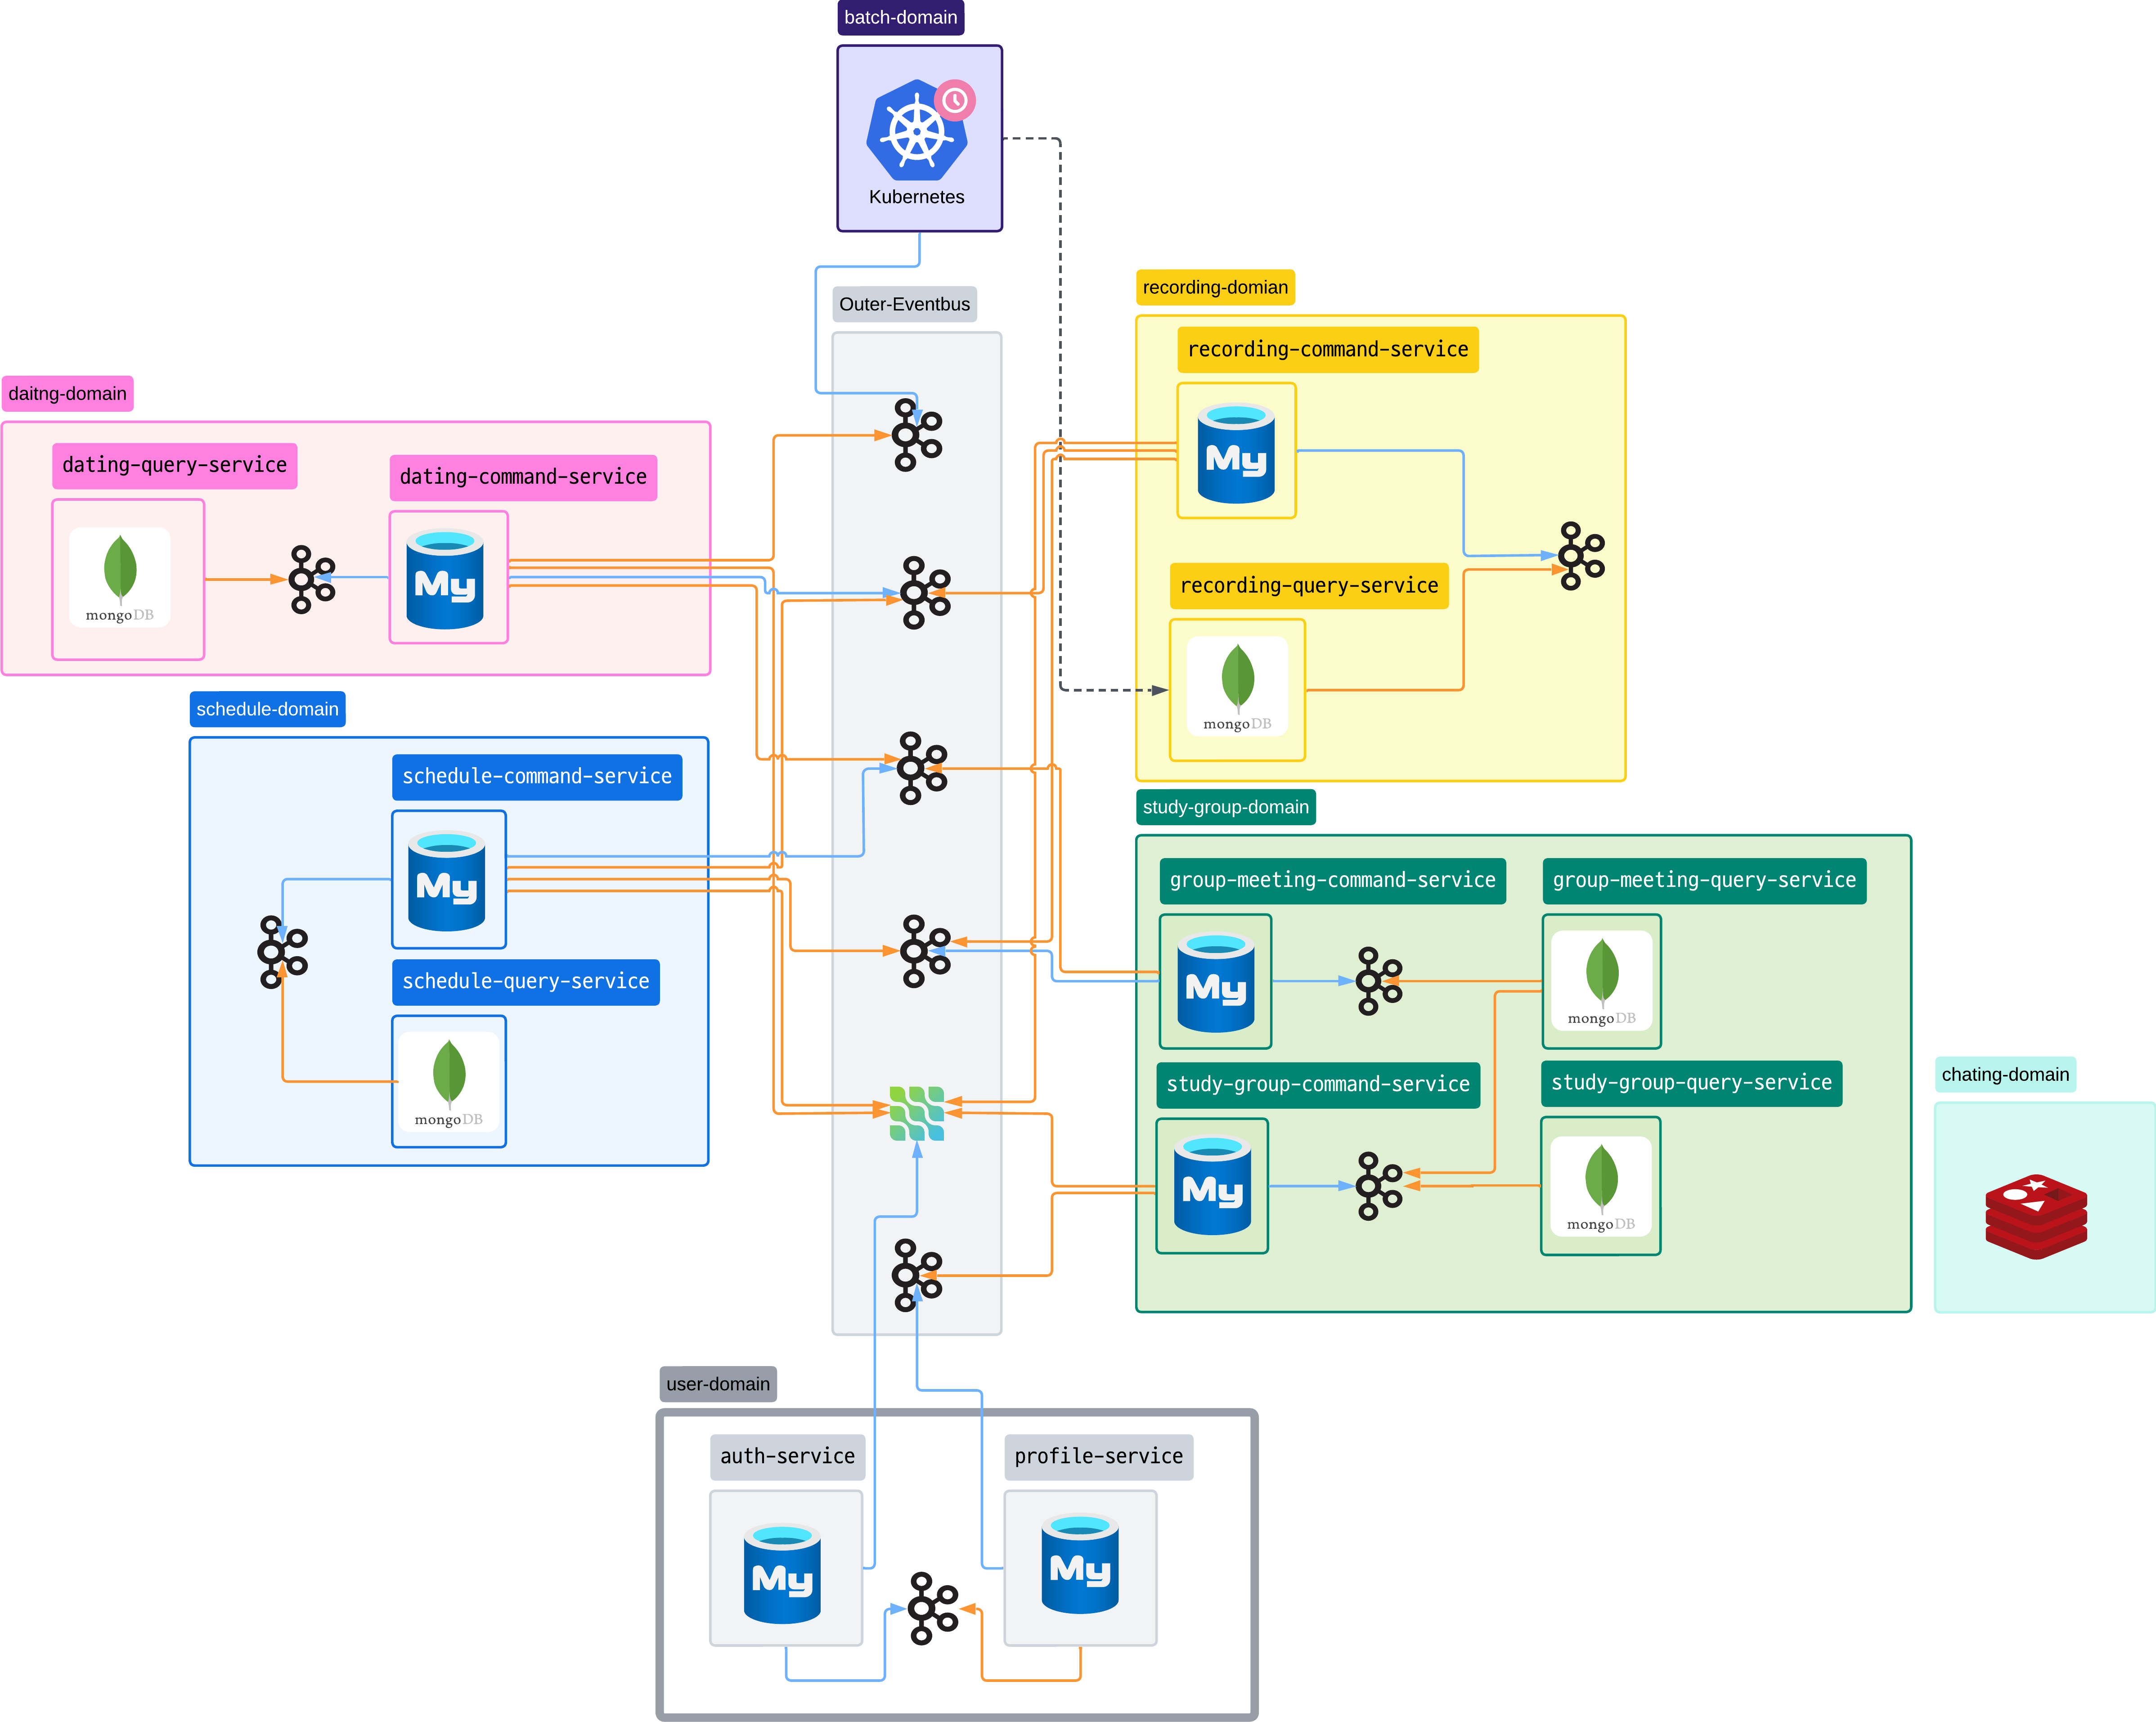 batch-domain
Kubernetes
Outer-Eventbus
recording-domian
recording-command-service
My
recording-query-service
mongoDB
daitng-domain
dating-query-service
mongoDB
dating-command-service
My
schedule-domain
schedule-command-service
My
schedule-query-service
mongoDB
study-group-domain
group-meeting-command-service
My
group-meeting-query-service
mongoDB
study-group-command-service
My
study-group-query-service
mongoDB
chating-domain
user-domain
auth-service
My
profile-service
My